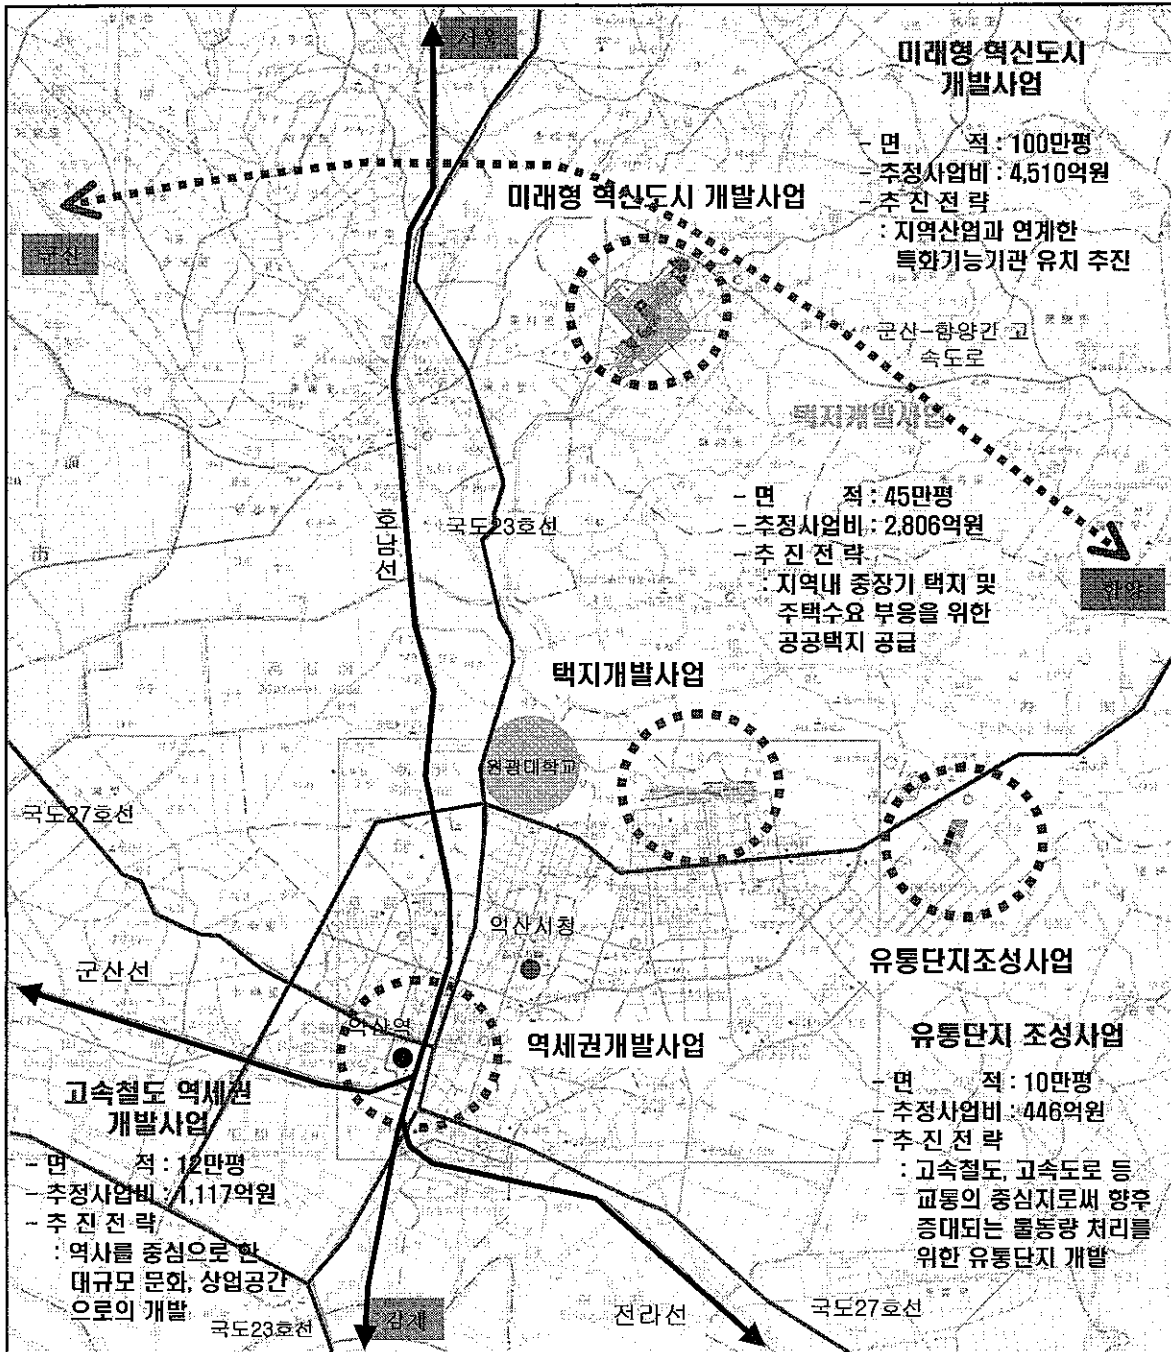 서울
미래형 혁신도시
개발사업
- 면 적 : 100만평
- 추정사업비 : 4,510억원
- 추 진 전 략
: 지역산업과 연계한
특화기능기관 유치 추진
미래형 혁신도시 개발사업
군산
군산-함양간 고
속도로
택지개발사업
- 면 적 : 45만평
- 추정사업비 : 2,806억원
- 추 진 전 략
: 지역내 중장기 택지 및
주택수요 부응을 위한
공공택지 공급
호남선
국도23호선
함양
택지개발사업
원광대학교
국도27호선
익산시청
군산선
유통단지조성사업
익산역
역세권개발사업
유통단지 조성사업
- 면 적 : 10만평
- 추정사업비 : 446억원
- 추 진 전 략
: 고속철도, 고속도로 등
교통의 중심지로써 향후
증대되는 물동량 처리를
위한 유통단지 개발
고속철도 역세권
개발사업
- 면 적 : 12만평
- 추정사업비 : 1,117억원
- 추 진 전 략
: 역사를 중심으로 한
대규모 문화, 상업공간
으로의 개발
국도23호선
김제
전라선
국도27호선